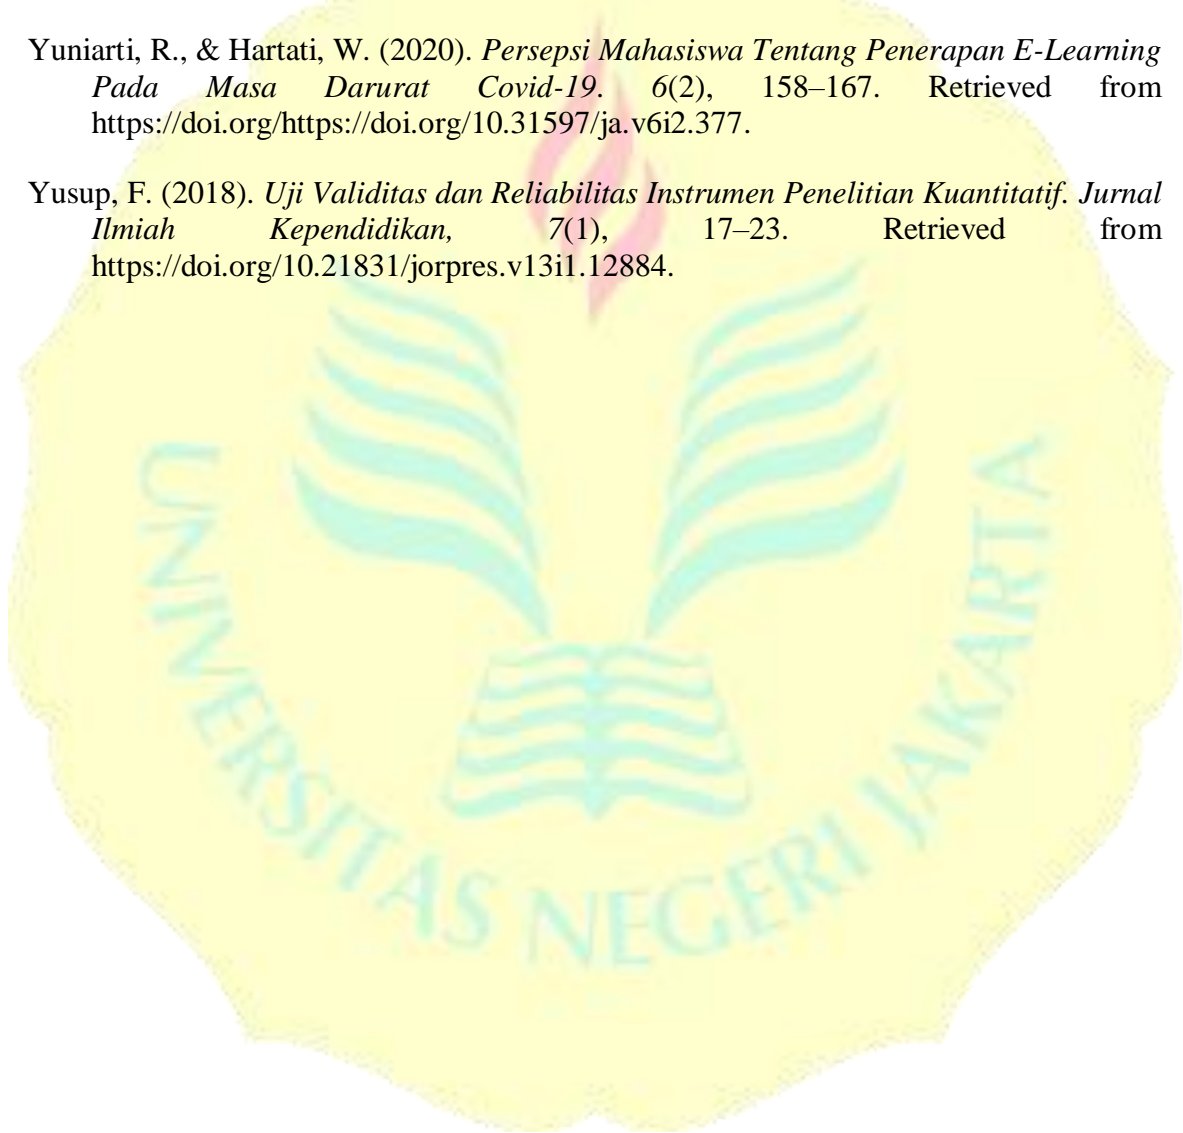 Yuniarti, R., & Hartati, W. (2020). Persepsi Mahasiswa Tentang Penerapan E-Learning
Pada Masa Darurat Covid-19. 6(2), 158–167. Retrieved from
https://doi.org/https://doi.org/10.31597/ja.v6i2.377.
Yusup, F. (2018). Uji Validitas dan Reliabilitas Instrumen Penelitian Kuantitatif. Jurnal
Ilmiah Kependidikan, 7(1), 17–23. Retrieved from
https://doi.org/10.21831/jorpres.v13i1.12884.
UNIVERSITAS NEGERI JAKARTA